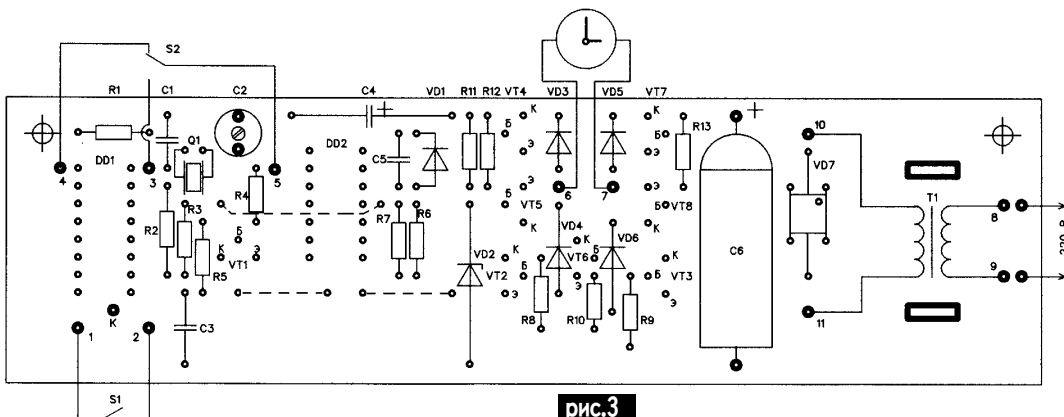 S2
R1 C1 C2 C4 VD1 R11 R12 VT4 VD3 VD5 VT7
К К
Б Б R13 10
Q1 DD2 C5 Э Э VD7
DD1
4 3 R4 5 Э 6 7 Э T1
Б Б
R2 R3 R7 R6 VT5 VT8 8
Б К VD4 VD6 К C6 220 В
К Э К К Б К
R5 VT1 VD2 VT6 9
VT2 Б Э Б VT3
Э R8 R10 R9 Э
К 11
1 2 C3
S1
рис.3